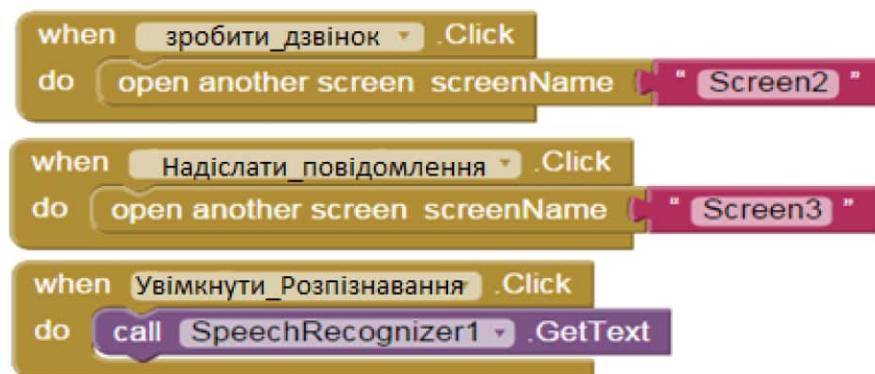 when зробити_дзвінок .Click
do open another screen screenName " Screen2 "
when Надіслати_повідомлення .Click
do open another screen screenName " Screen3 "
when Увімкнути_Розпізнавання .Click
do call SpeechRecognizer1 .GetText